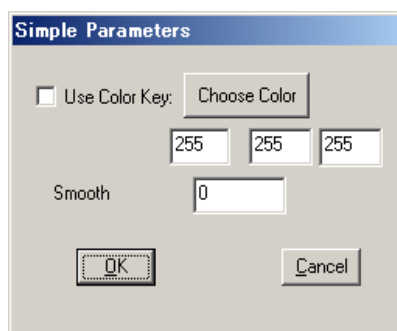 Simple Parameters
Use Color Key: Choose Color
255 255 255
Smooth 0
OK Cancel